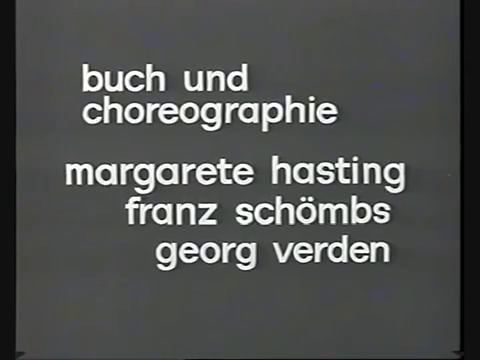 buch und
choreographie
margarete hasting
franz schömbs
georg verden